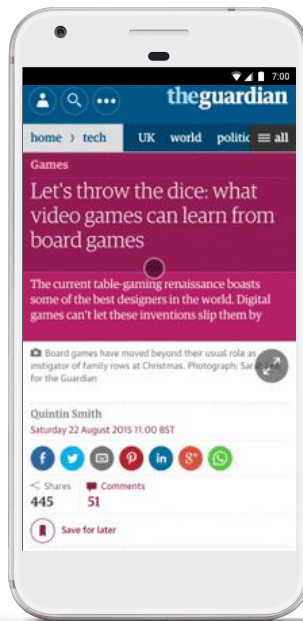 7:00
theguardian
home › tech UK world politic all
Games
Let's throw the dice: what
video games can learn from
board games
The current table-gaming renaissance boasts
some of the best designers in the world. Digital
games can't let these inventions slip them by
Board games have moved beyond their usual role as
instigator of family rows at Christmas. Photograph:
for the Guardian
Quintin Smith
Saturday 22 August 2015 11.00 BST
f in g+
Shares Comments
445 51
Save for later